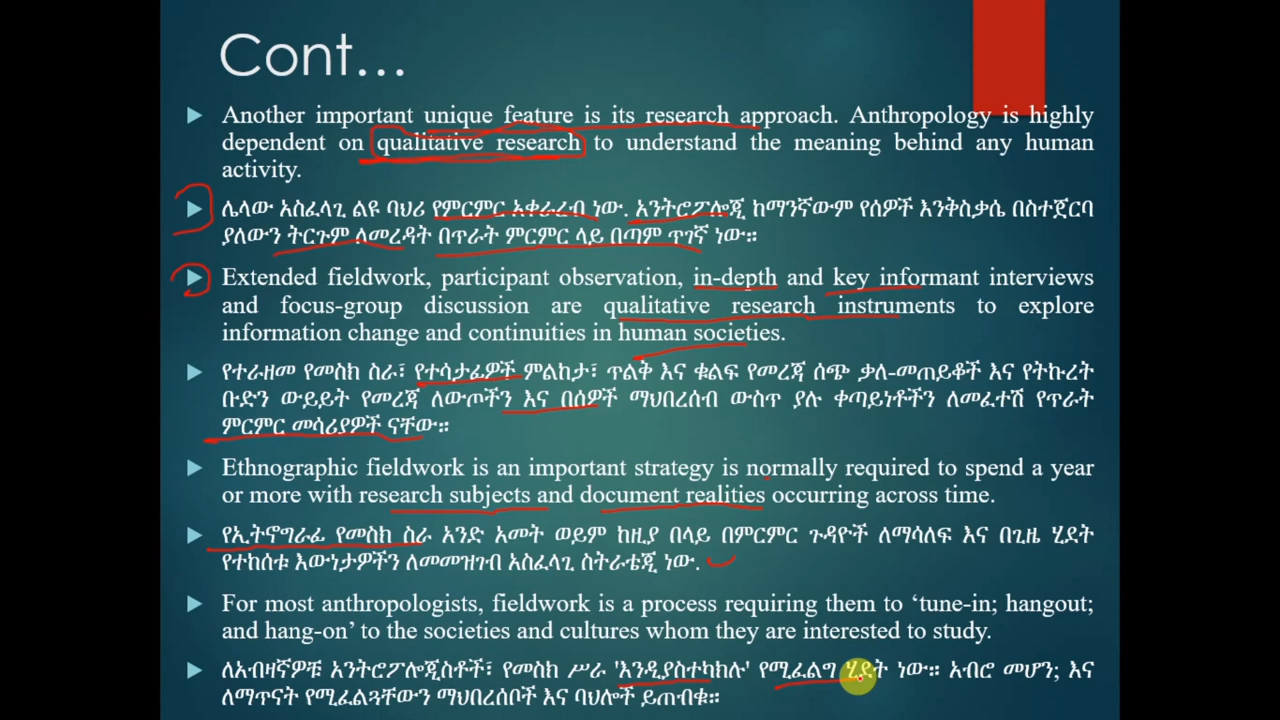 Cont…
Another important unique feature is its research approach. Anthropology is highly
dependent on qualitative research to understand the meaning behind any human
activity.
ሌላው አስፈላጊ ልዩ ባህሪ የምርምር አቀራረብ ነው. አንትሮፖሎጂ ከማንኛውም የሰዎች እንቅስቃሴ በስተጀርባ
ያለውን ትርጉም ለመረዳት በጥራት ምርምር ላይ በጣም ጥገኛ ነው።
Extended fieldwork, participant observation, in-depth and key informant interviews
and focus-group discussion are qualitative research instruments to explore
information change and continuities in human societies.
የተራዘመ የመስክ ስራ፣ የተሳታፊዎች ምልከታ፣ ጥልቅ እና ቁልፍ የመረጃ ሰጭ ቃለ-መጠይቆች እና የትኩረት
ቡድን ውይይት የመረጃ ለውጦችን እና በሰዎች ማህበረሰብ ውስጥ ያሉ ቀጣይነቶችን ለመፈተሽ የጥራት
ምርምር መሳሪያዎች ናቸው።
Ethnographic fieldwork is an important strategy is normally required to spend a year
or more with research subjects and document realities occurring across time.
የኢትኖግራፊ የመስክ ስራ አንድ አመት ወይም ከዚያ በላይ በምርምር ጉዳዮች ለማሳለፍ እና በጊዜ ሂደት
የተከሰቱ እውነታዎችን ለመመዝገብ አስፈላጊ ስትራቴጂ ነው.
For most anthropologists, fieldwork is a process requiring them to ‘tune-in; hangout;
and hang-on’ to the societies and cultures whom they are interested to study.
ለአብዛኛዎቹ አንትሮፖሎጂስቶች፣ የመስክ ሥራ 'እንዲያስተካክሉ' የሚፈልግ ሂደት ነው። አብሮ መሆን; እና
ለማጥናት የሚፈልጓቸውን ማህበረሰቦች እና ባህሎች ይጠብቁ።